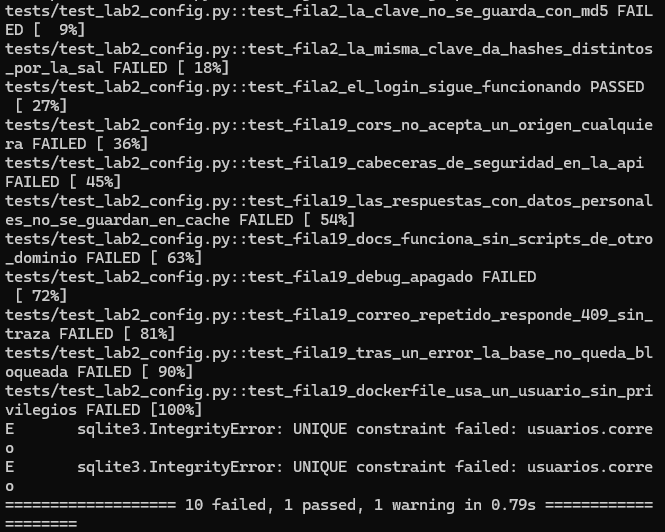 tests/test_lab2_config.py::test_fila2_la_clave_no_se_guarda_con_md5 FAIL
ED [  9%]
tests/test_lab2_config.py::test_fila2_la_misma_clave_da_hashes_distintos
_por_la_sal FAILED [ 18%]
tests/test_lab2_config.py::test_fila2_el_login_sigue_funcionando PASSED
 [ 27%]
tests/test_lab2_config.py::test_fila19_cors_no_acepta_un_origen_cualquie
ra FAILED [ 36%]
tests/test_lab2_config.py::test_fila19_cabeceras_de_seguridad_en_la_api
FAILED [ 45%]
tests/test_lab2_config.py::test_fila19_las_respuestas_con_datos_personal
es_no_se_guardan_en_cache FAILED [ 54%]
tests/test_lab2_config.py::test_fila19_docs_funciona_sin_scripts_de_otro
_dominio FAILED [ 63%]
tests/test_lab2_config.py::test_fila19_debug_apagado FAILED
 [ 72%]
tests/test_lab2_config.py::test_fila19_correo_repetido_responde_409_sin_
traza FAILED [ 81%]
tests/test_lab2_config.py::test_fila19_tras_un_error_la_base_no_queda_bl
oqueada FAILED [ 90%]
tests/test_lab2_config.py::test_fila19_dockerfile_usa_un_usuario_sin_pri
vilegios FAILED [100%]
E       sqlite3.IntegrityError: UNIQUE constraint failed: usuarios.corre
o
E       sqlite3.IntegrityError: UNIQUE constraint failed: usuarios.corre
o
=================== 10 failed, 1 passed, 1 warning in 0.79s ============
========